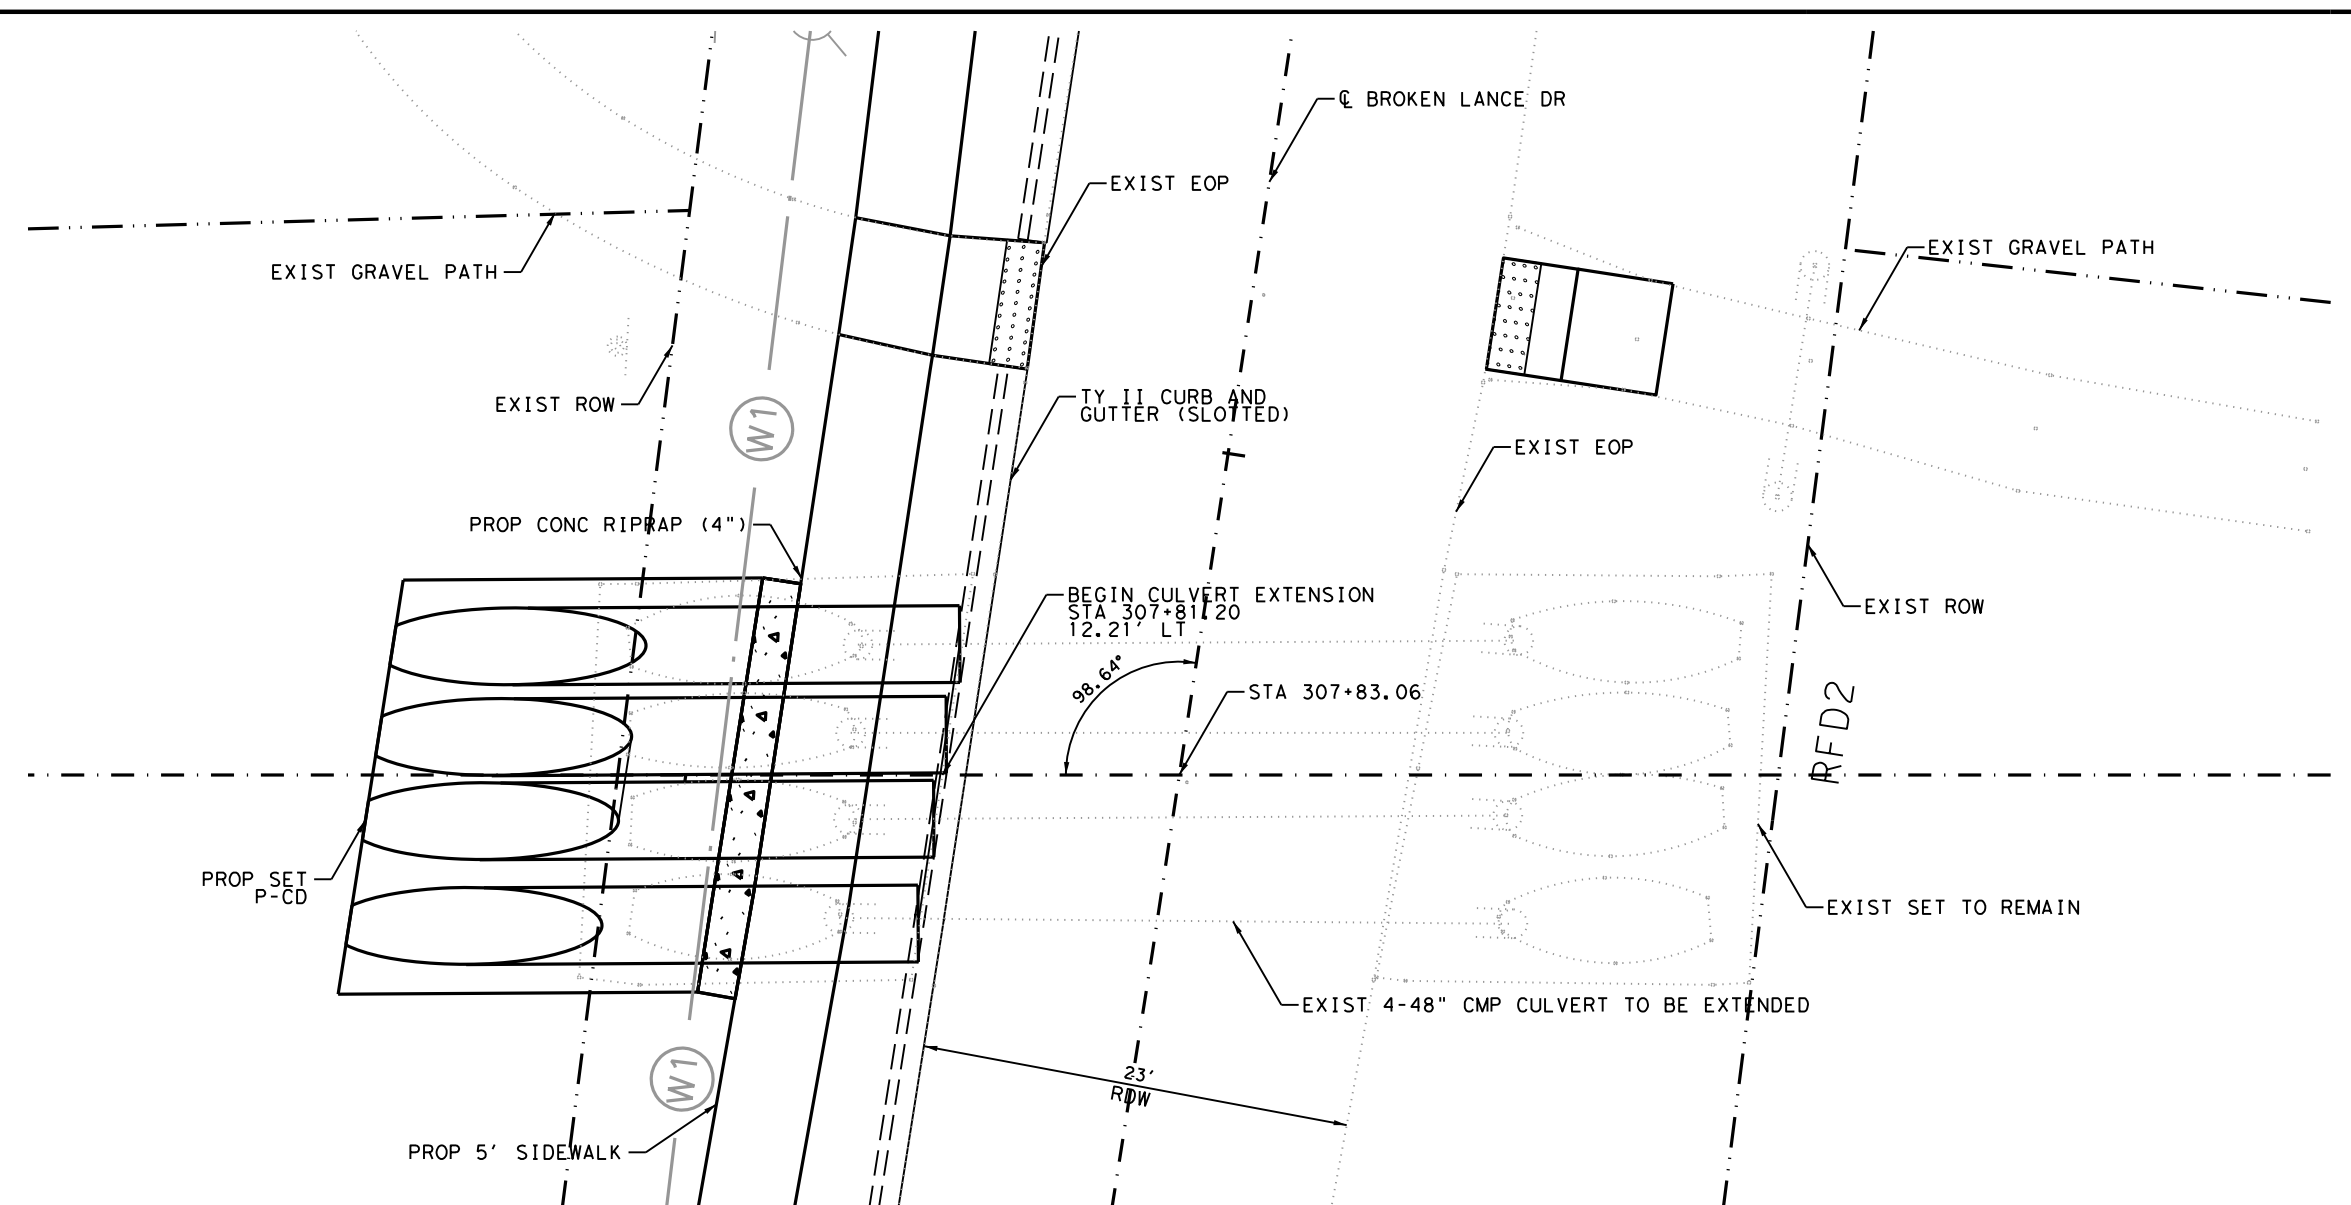 ℄ BROKEN LANCE DR
EXIST EOP
EXIST GRAVEL PATH
EXIST GRAVEL PATH
EXIST ROW
TY II CURB AND
GUTTER (SLOTTED)
W1
EXIST EOP
PROP CONC RIPRAP (4")
BEGIN CULVERT EXTENSION
STA 307+81.20
12.21' LT
EXIST ROW
98.64°
STA 307+83.06
RFD2
PROP SET
P-CD
EXIST SET TO REMAIN
EXIST 4-48" CMP CULVERT TO BE EXTENDED
23'
RDW
W1
PROP 5' SIDEWALK